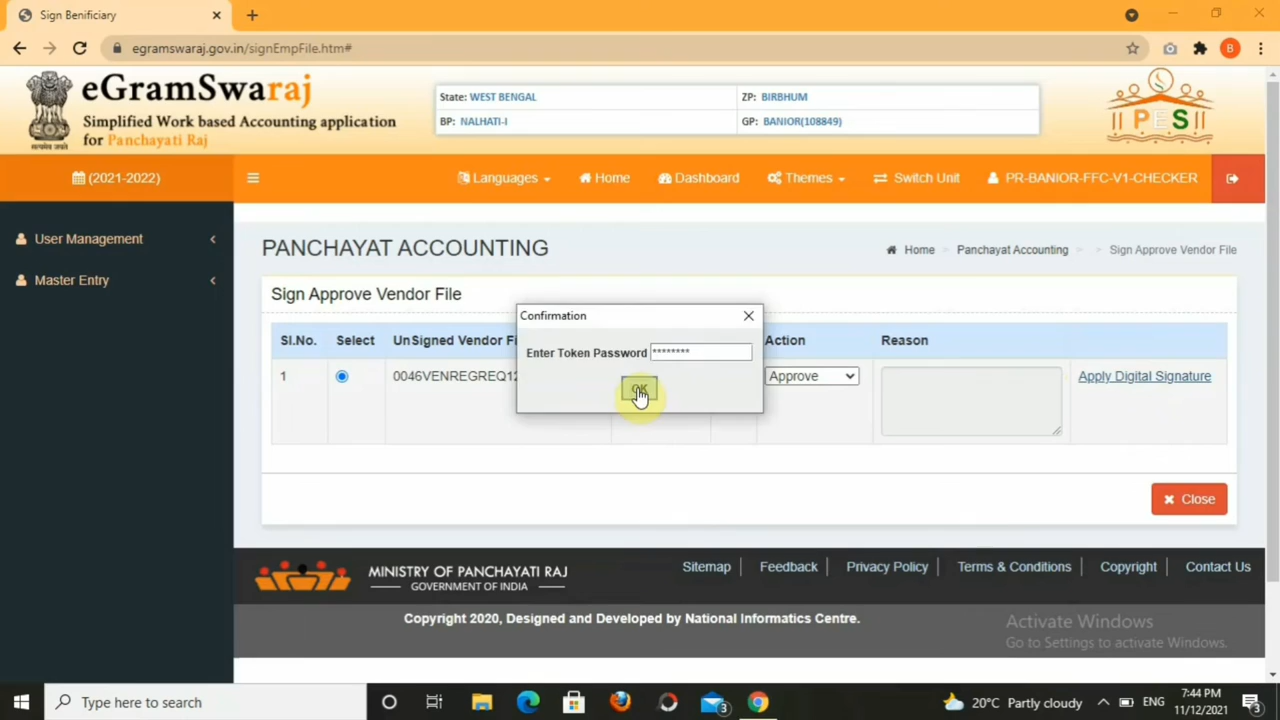 Sign Benificiary
egramswaraj.gov.in/signEmpFile.htm#
B
eGramSwaraj
Simplified Work based Accounting application
for Panchayati Raj
State: WEST BENGAL
ZP: BIRBHUM
BP: NALHATI-I
GP: BANIOR(108849)
PES
(2021-2022)
Languages
Home
Dashboard
Themes
Switch Unit
PR-BANIOR-FFC-V1-CHECKER
User Management
Master Entry
PANCHAYAT ACCOUNTING
Home
Panchayat Accounting
Sign Approve Vendor File
Sign Approve Vendor File
Confirmation
Enter Token Password ********
OK
Sl.No.
Select
UnSigned Vendor
Action
Reason
1
0046VENREGREQ12
Approve
Apply Digital Signature
Close
MINISTRY OF PANCHAYATI RAJ
GOVERNMENT OF INDIA
Sitemap
Feedback
Privacy Policy
Terms & Conditions
Copyright
Contact Us
Copyright 2020, Designed and Developed by National Informatics Centre.
Activate Windows
Go to Settings to activate Windows.
Type here to search
3
20°C Partly cloudy
ENG
7:44 PM
11/12/2021
3